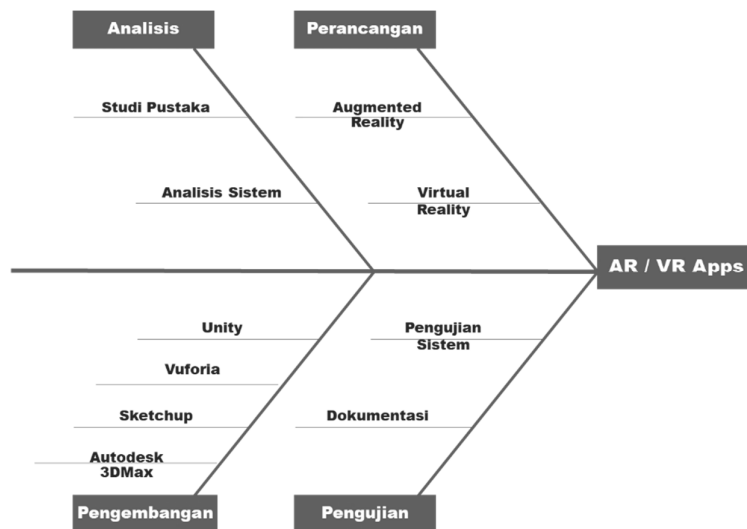 Analisis
Perancangan
Studi Pustaka
Augmented
Reality
Analisis Sistem
Virtual
Reality
AR / VR Apps
Unity
Pengujian
Sistem
Vuforia
Sketchup
Dokumentasi
Autodesk
3DMax
Pengembangan
Pengujian